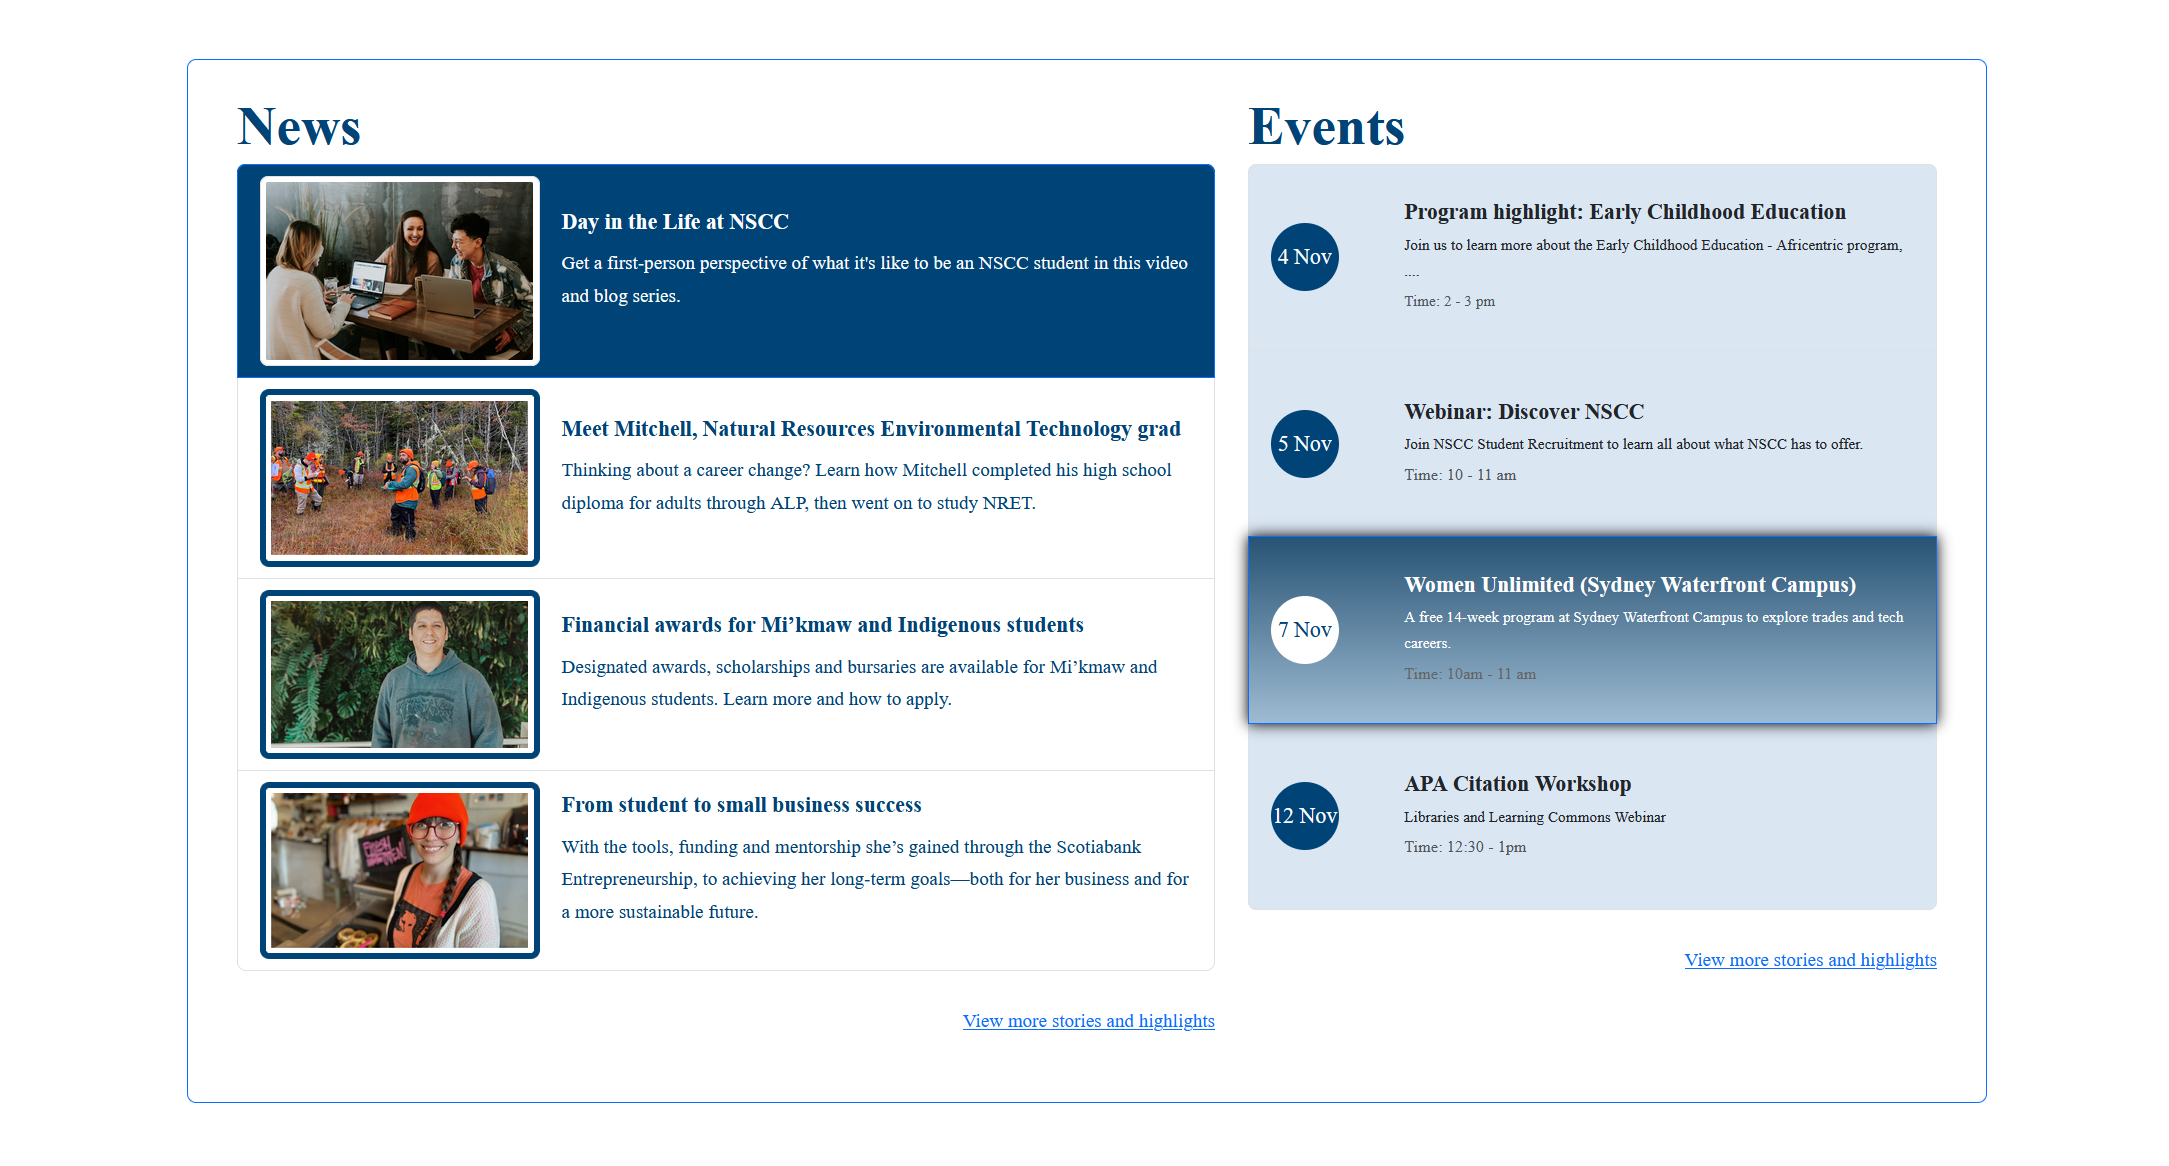 News
Day in the Life at NSCC
Get a first-person perspective of what it's like to be an NSCC student in this video
and blog series.
Meet Mitchell, Natural Resources Environmental Technology grad
Thinking about a career change? Learn how Mitchell completed his high school
diploma for adults through ALP, then went on to study NRET.
Financial awards for Mi’kmaw and Indigenous students
Designated awards, scholarships and bursaries are available for Mi’kmaw and
Indigenous students. Learn more and how to apply.
From student to small business success
With the tools, funding and mentorship she’s gained through the Scotiabank
Entrepreneurship, to achieving her long-term goals—both for her business and for
a more sustainable future.
View more stories and highlights
Events
4 Nov
Program highlight: Early Childhood Education
Join us to learn more about the Early Childhood Education - Africentric program,
....
Time: 2 - 3 pm
5 Nov
Webinar: Discover NSCC
Join NSCC Student Recruitment to learn all about what NSCC has to offer.
Time: 10 - 11 am
7 Nov
Women Unlimited (Sydney Waterfront Campus)
A free 14-week program at Sydney Waterfront Campus to explore trades and tech
careers.
Time: 10am - 11 am
12 Nov
APA Citation Workshop
Libraries and Learning Commons Webinar
Time: 12:30 - 1pm
View more stories and highlights